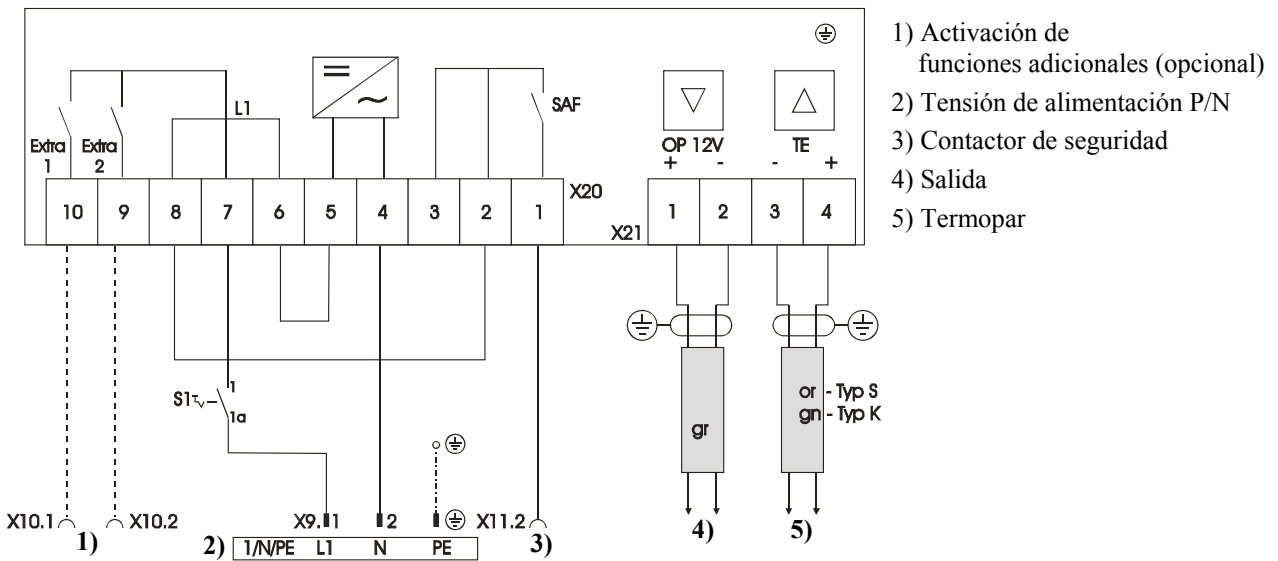 1) Activación de
funciones adicionales (opcional)
2) Tensión de alimentación P/N
3) Contactor de seguridad
4) Salida
5) Termopar
L1
SAF
Extra
1
Extra
2
OP 12V
+ -
TE
- +
10 9 8 7 6 5 4 3 2 1
X20
X21
1 2 3 4
S1
1
1a
gr
or - Typ S
gn - Typ K
X10.1
X10.2
X9.1
2
X11.2
1)
2)
1/N/PE L1 N PE
3)
4)
5)